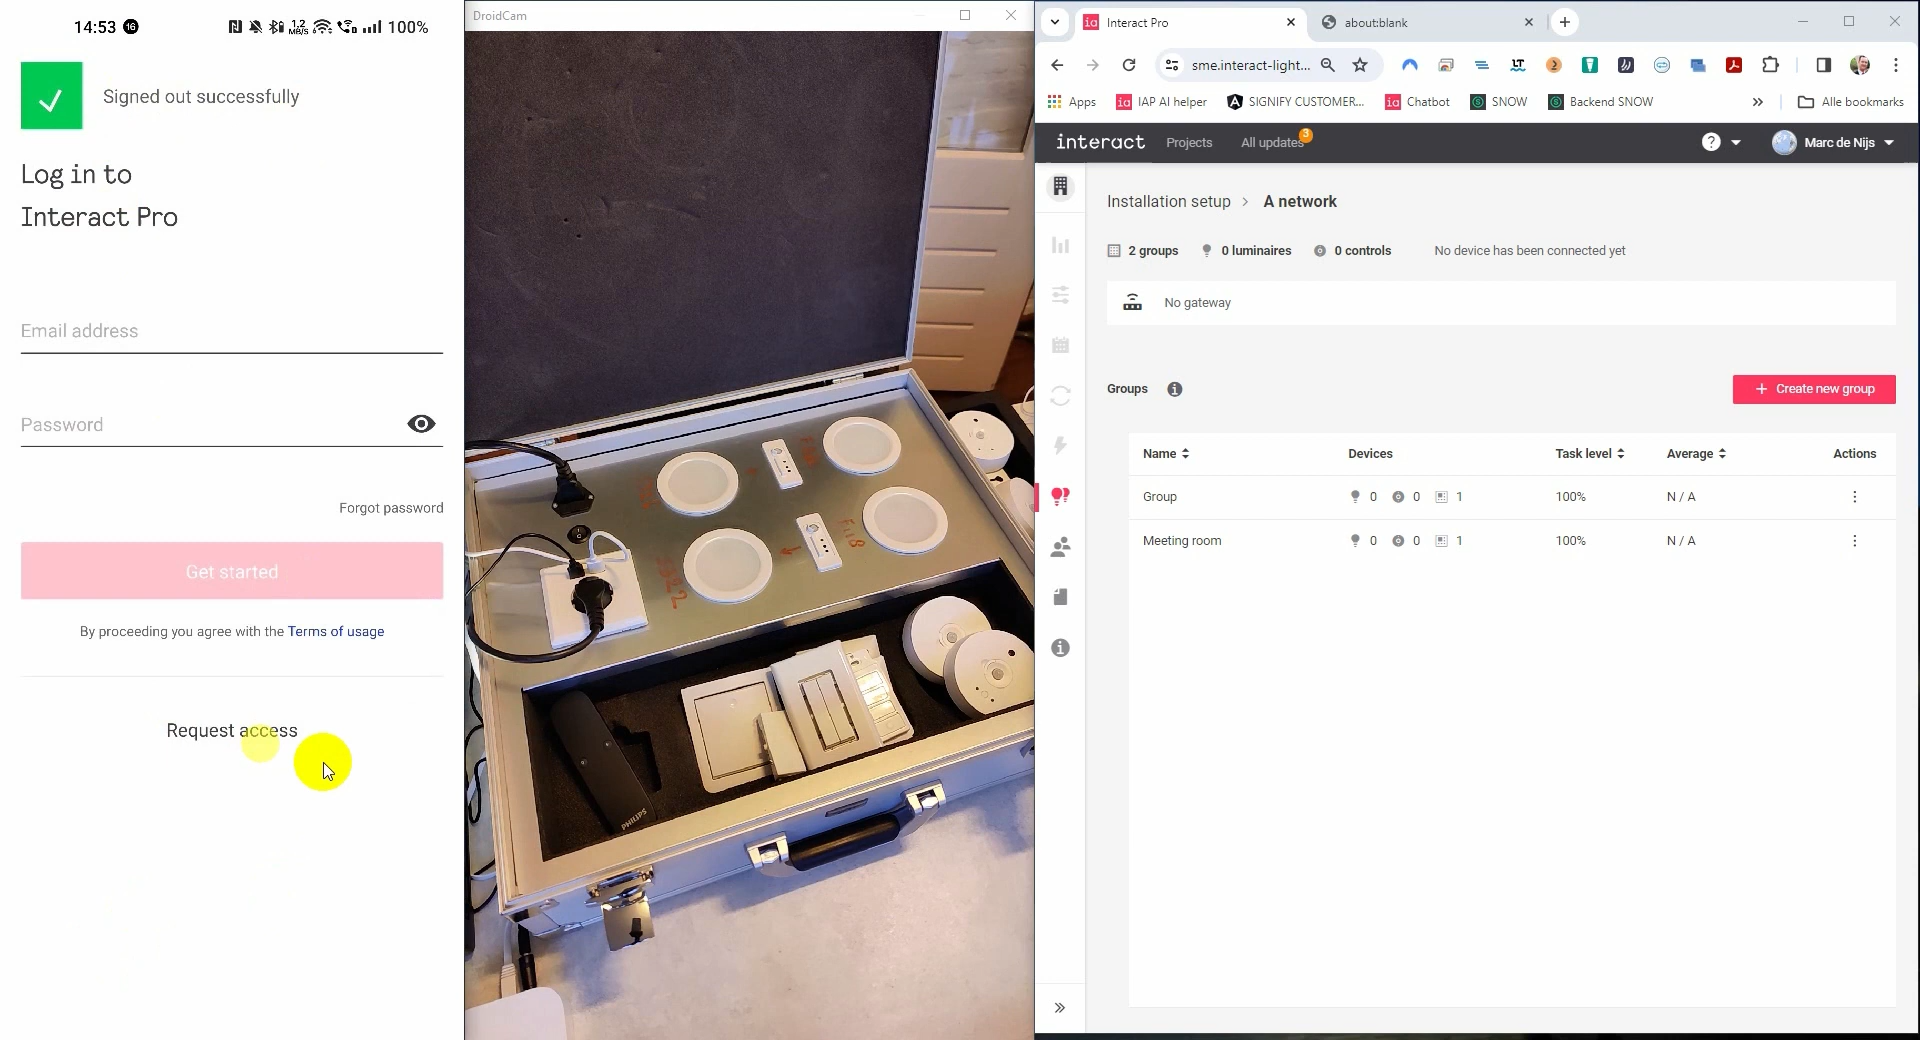 14:53 16
1.2 MB/S
100%
Signed out successfully
Log in to
Interact Pro
Email address
Password
Forgot password
Get started
By proceeding you agree with the Terms of usage
Request access
DroidCam
PHILIPS
Interact Pro
about:blank
sme.interact-light...
Apps
IAP AI helper
SIGNIFY CUSTOMER...
Chatbot
SNOW
Backend SNOW
Alle bookmarks
interact
Projects
All updates 3
Marc de Nijs
Installation setup > A network
2 groups
0 luminaires
0 controls
No device has been connected yet
No gateway
Groups
+ Create new group
Name Devices Task level Average Actions
Group 0 0 1 100% N / A
Meeting room 0 0 1 100% N / A